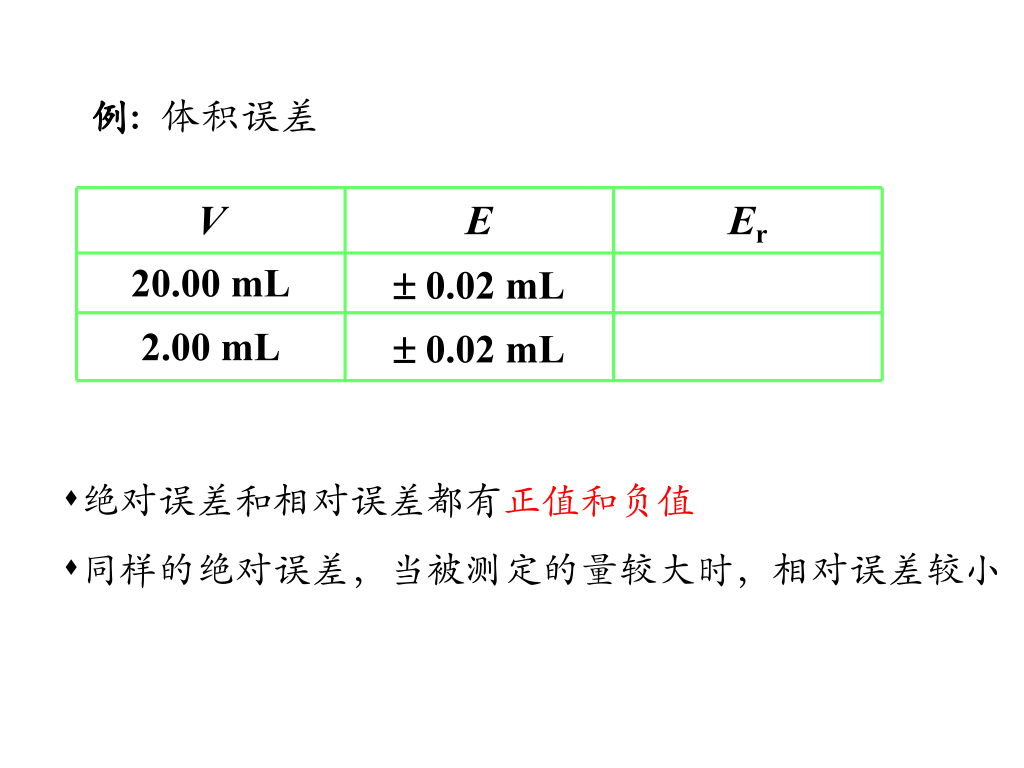 例: 体积误差
V E Er
20.00 mL ± 0.02 mL
2.00 mL ± 0.02 mL
♦绝对误差和相对误差都有正值和负值
♦同样的绝对误差，当被测定的量较大时，相对误差较小